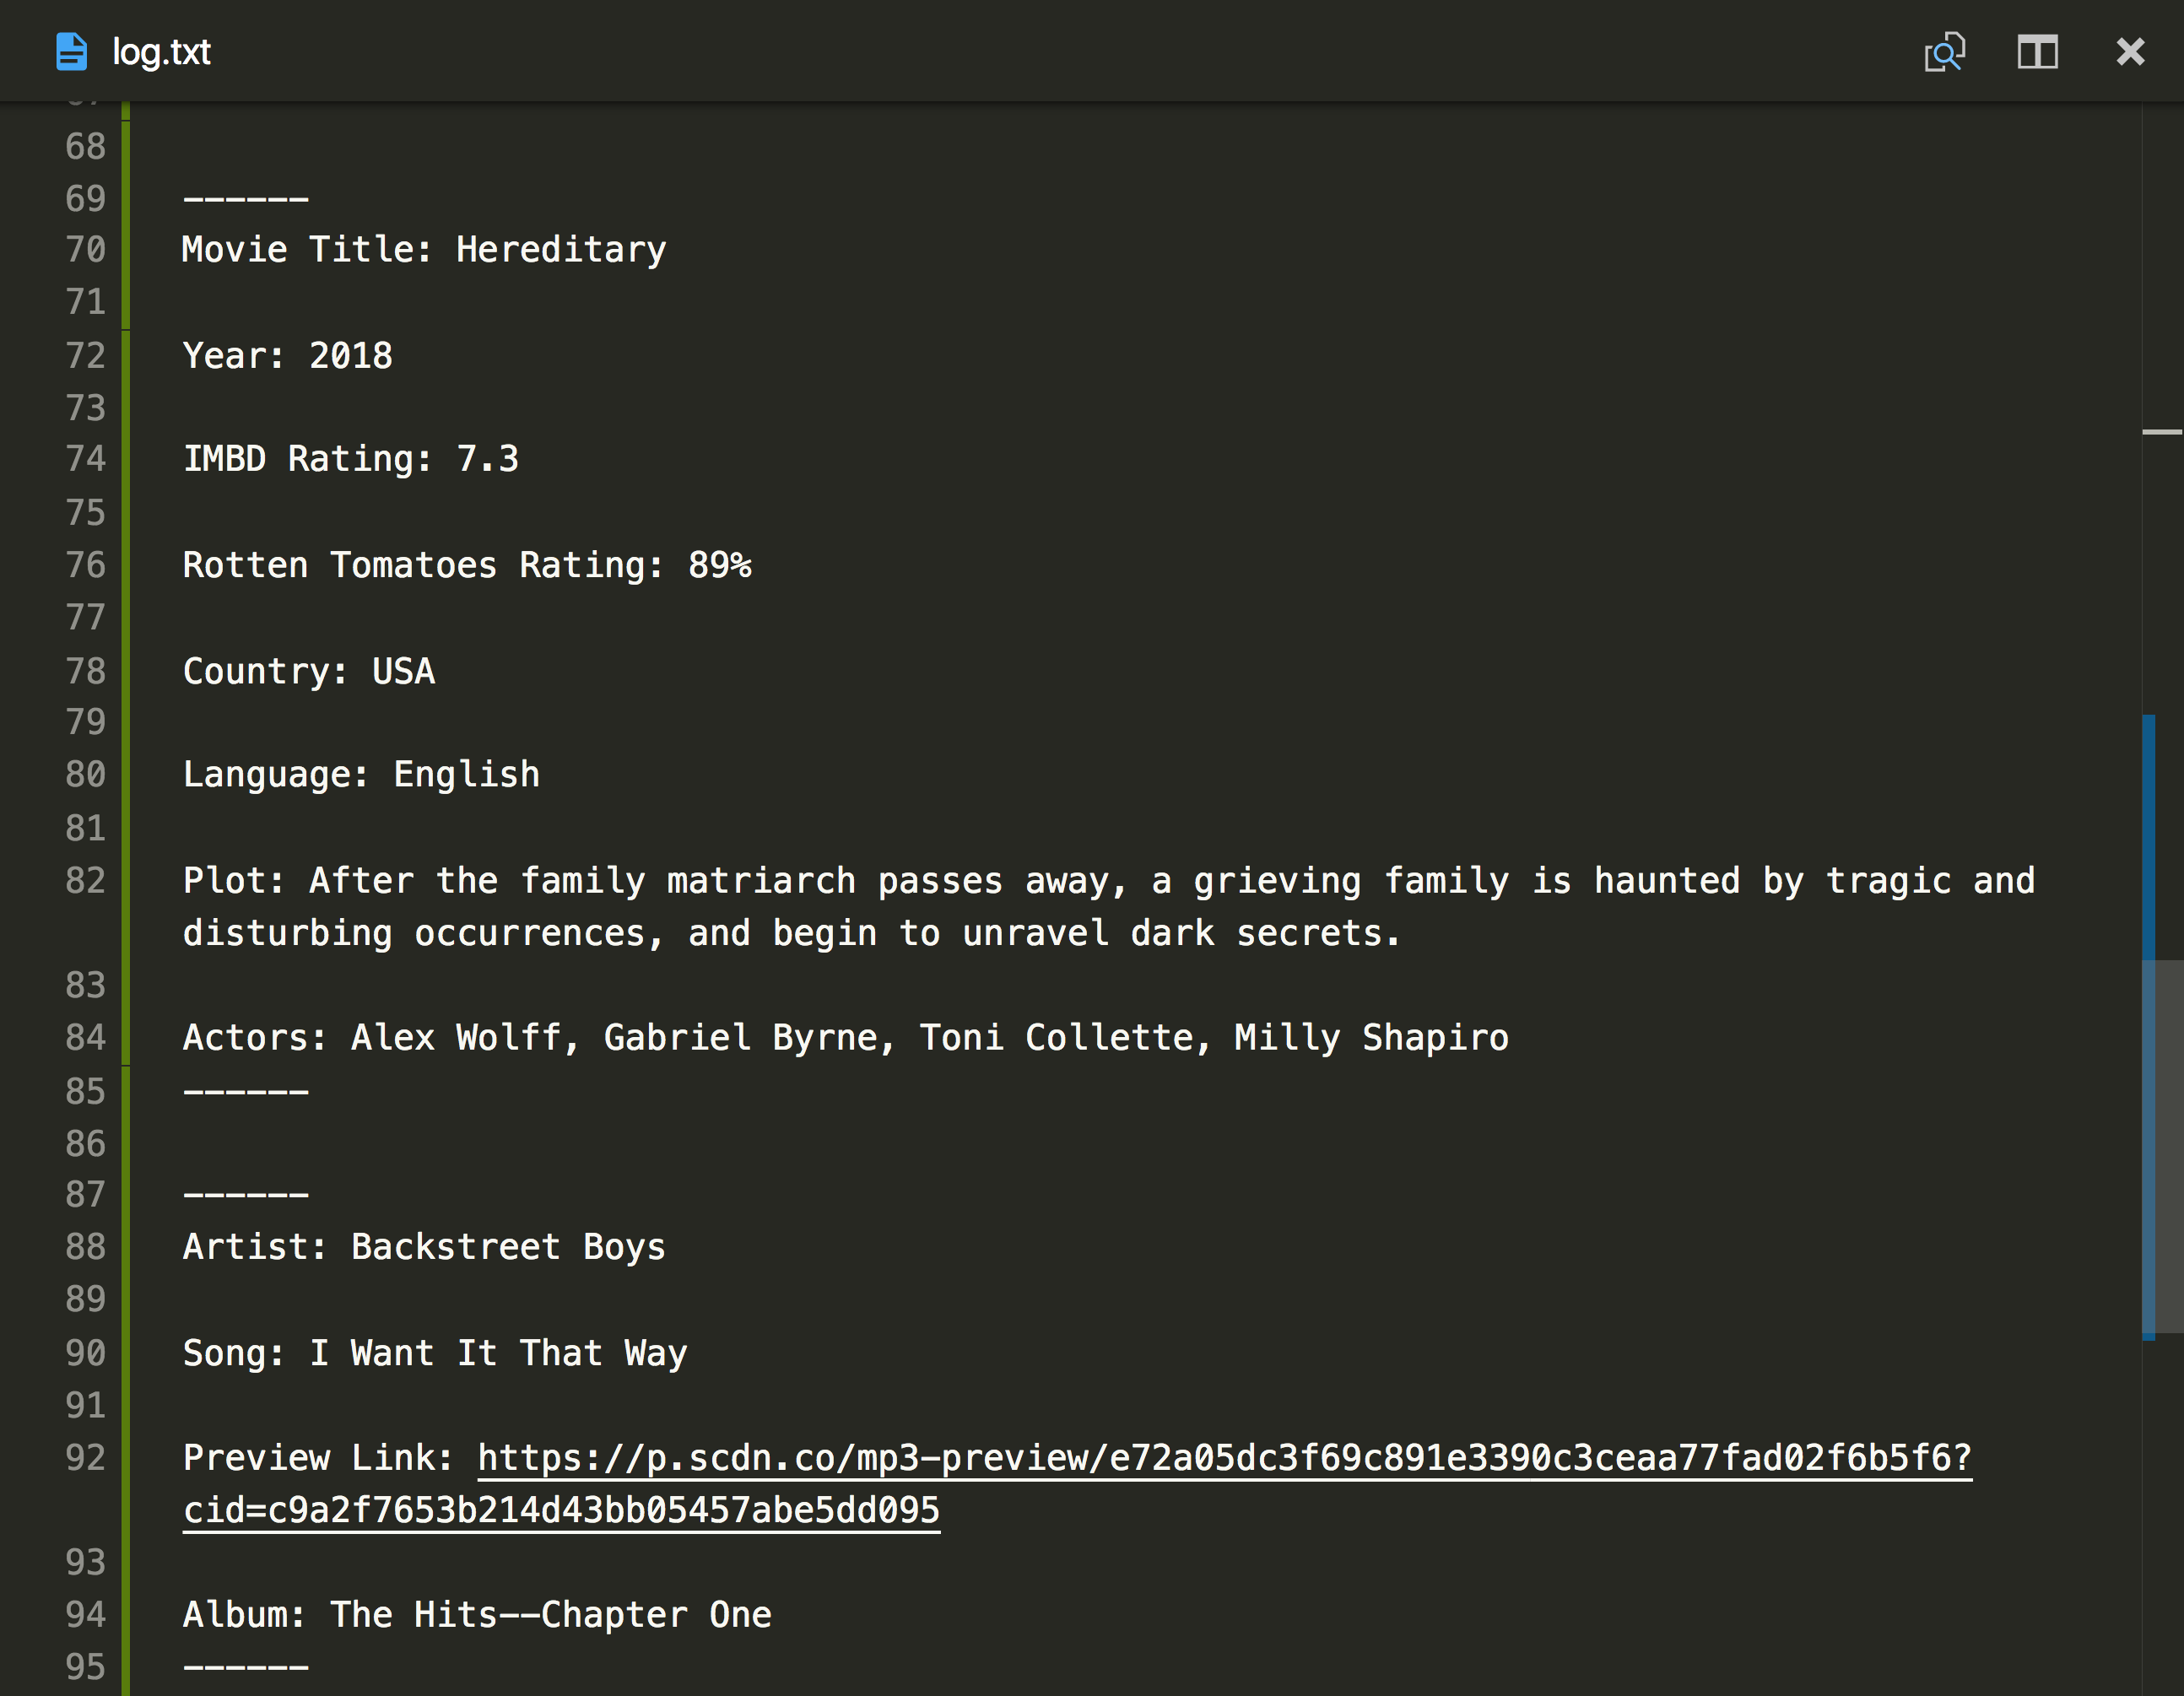 log.txt
68
69 ------
70 Movie Title: Hereditary
71
72 Year: 2018
73
74 IMBD Rating: 7.3
75
76 Rotten Tomatoes Rating: 89%
77
78 Country: USA
79
80 Language: English
81
82 Plot: After the family matriarch passes away, a grieving family is haunted by tragic and
disturbing occurrences, and begin to unravel dark secrets.
83
84 Actors: Alex Wolff, Gabriel Byrne, Toni Collette, Milly Shapiro
85 ------
86
87 ------
88 Artist: Backstreet Boys
89
90 Song: I Want It That Way
91
92 Preview Link: https://p.scdn.co/mp3-preview/e72a05dc3f69c891e3390c3ceaa77fad02f6b5f6?
cid=c9a2f7653b214d43bb05457abe5dd095
93
94 Album: The Hits--Chapter One
95 ------